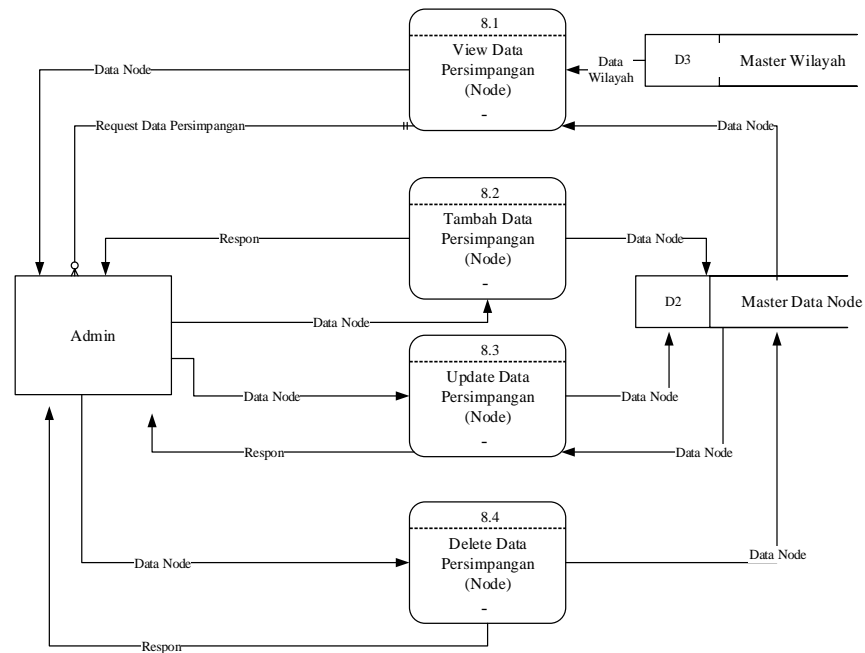 8.1
View Data
Persimpangan
(Node)
-
Data Node
Data
Wilayah
D3
Master Wilayah
Request Data Persimpangan
Data Node
8.2
Tambah Data
Persimpangan
(Node)
-
Respon
Data Node
D2
Master Data Node
Admin
Data Node
8.3
Update Data
Persimpangan
(Node)
-
Data Node
Data Node
Respon
Data Node
8.4
Delete Data
Persimpangan
(Node)
-
Data Node
Data Node
Respon